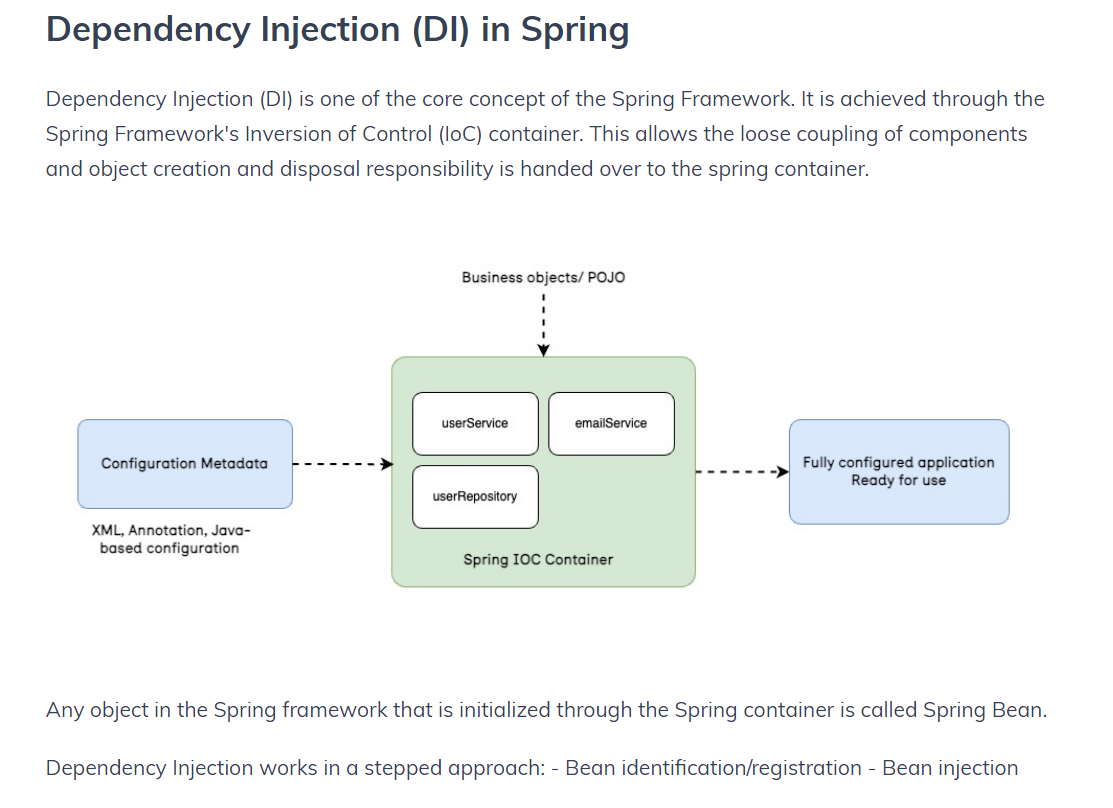 Dependency Injection (DI) in Spring
Dependency Injection (DI) is one of the core concept of the Spring Framework. It is achieved through the
Spring Framework's Inversion of Control (IoC) container. This allows the loose coupling of components
and object creation and disposal responsibility is handed over to the spring container.
Business objects/ POJO
userService
emailService
Configuration Metadata
Fully configured application
Ready for use
userRepository
XML, Annotation, Java-
based configuration
Spring IOC Container
Any object in the Spring framework that is initialized through the Spring container is called Spring Bean.
Dependency Injection works in a stepped approach: - Bean identification/registration - Bean injection